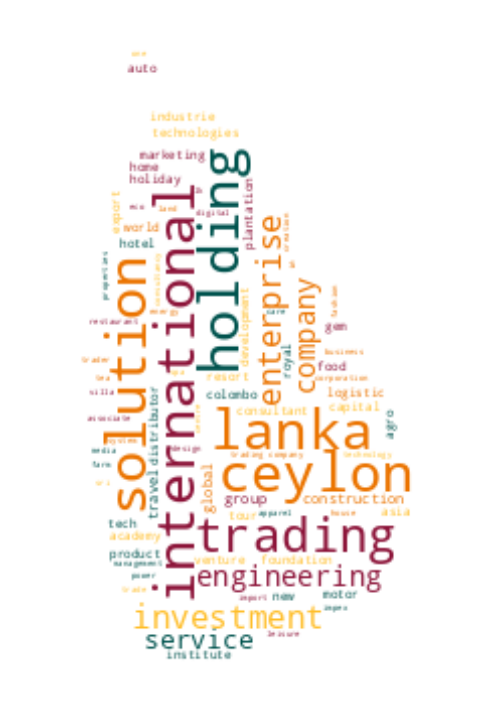 auto
industrie
technologies
marketing
home
holiday
holding
international
plantation
export
eco
land
digital
world
hotel
enterprise
solution
properties
company
development
energy
restaurant
royal
care
fashion
gem
business
trader
tea
villa
resort
food
corporation
colombo
logistic
capital
consultant
distributor
travel
associate
lanka
agro
system
media
design
trading company
technology
farm
ceylon
global
group
construction
tour
apparel
house
asia
tech
academy
trading
product
management
venture
foundation
power
engineering
trade
import
new
motor
impex
investment
service
leisure
institute